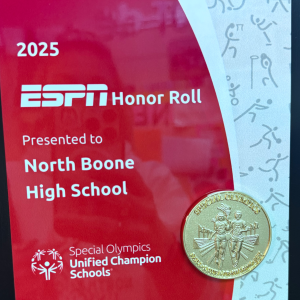 2025
ESPN Honor Roll
Presented to
North Boone
High School
Special Olympics
Unified Champion
Schools